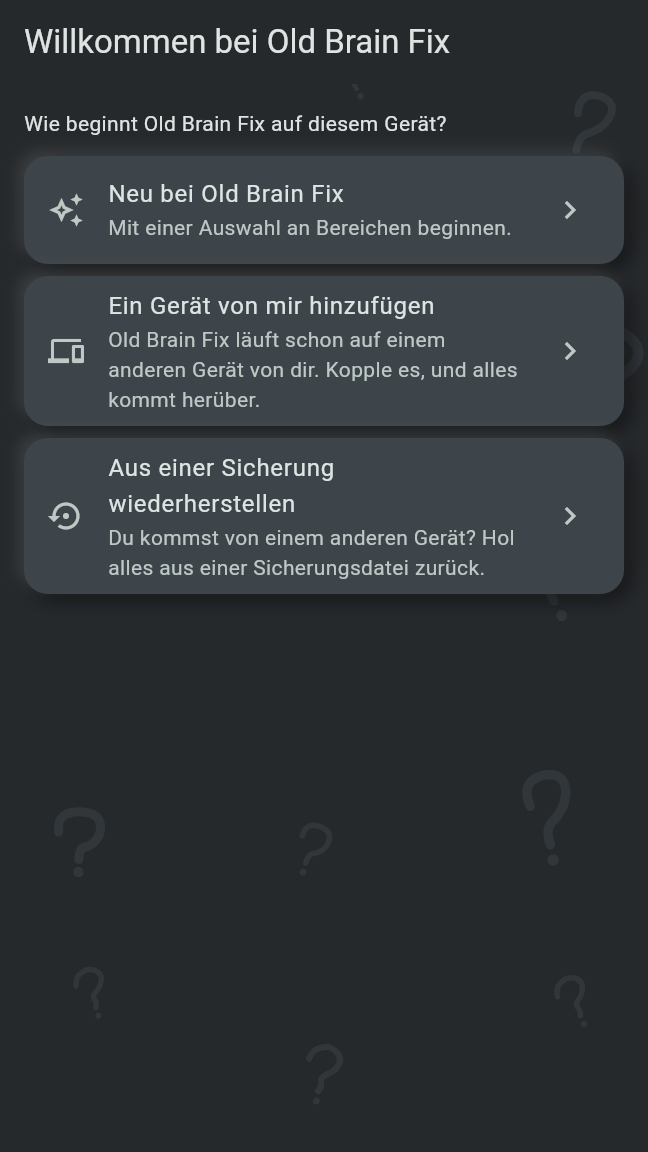 Willkommen bei Old Brain Fix
Wie beginnt Old Brain Fix auf diesem Gerät?
Neu bei Old Brain Fix
Mit einer Auswahl an Bereichen beginnen.
Ein Gerät von mir hinzufügen
Old Brain Fix läuft schon auf einem
anderen Gerät von dir. Kopple es, und alles
kommt herüber.
Aus einer Sicherung
wiederherstellen
Du kommst von einem anderen Gerät? Hol
alles aus einer Sicherungsdatei zurück.